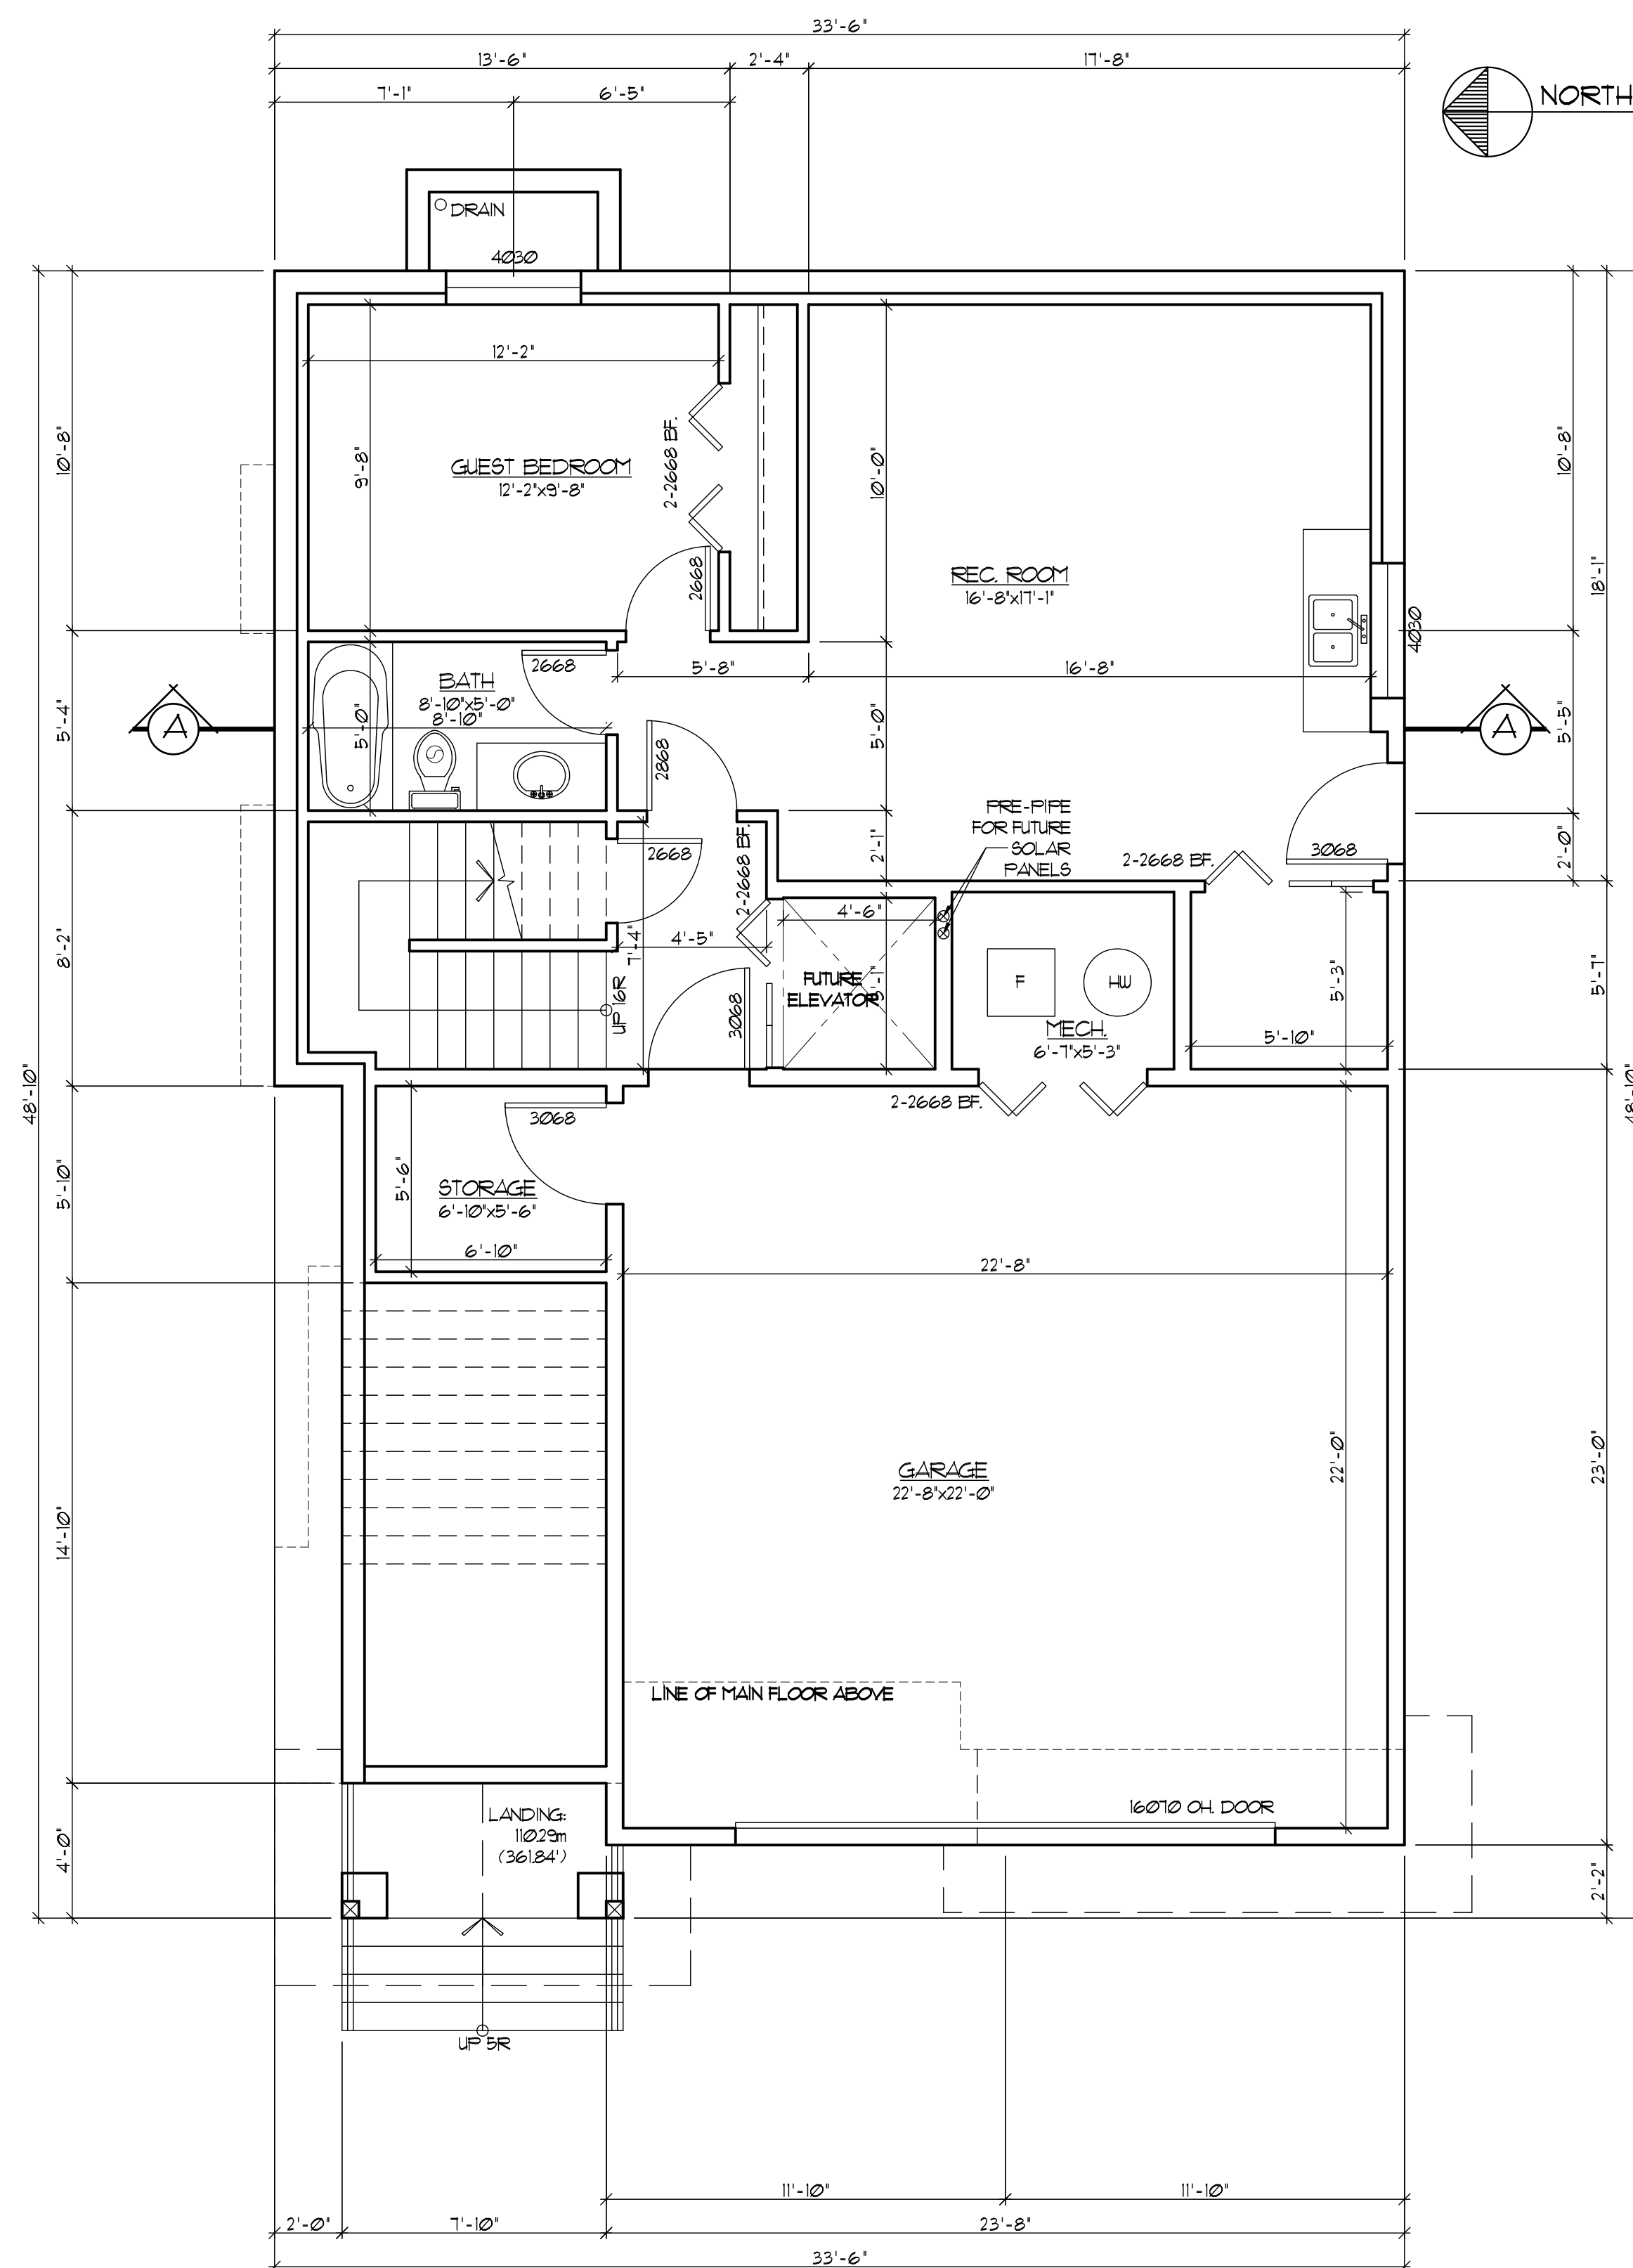 33'-6"
13'-6"
2'-4"
17'-8"
7'-1"
6'-5"
NORTH
DRAIN
4030
12'-2"
10'-8"
9'-8"
GUEST BEDROOM
12'-2"x9'-8"
2-2668 BF.
10'-0"
10'-8"
18'-1"
2668
REC. ROOM
16'-8"x17'-1"
4030
2668
5'-8"
16'-8"
BATH
8'-10"x5'-0"
8'-10"
5'-4"
5'-0"
5'-0"
5'-5"
A
A
2868
PRE-PIPE
FOR FUTURE
SOLAR
PANELS
2668
2-2668 BF.
2'-1"
2-2668 BF.
3068
2'-0"
8'-2"
4'-6"
4'-5"
7'-4"
UP 16R
3068
FUTURE
ELEVATOR
5'-1"
F
HW
MECH.
6'-7"x5'-3"
5'-3"
5'-10"
5'-7"
48'-10"
48'-10"
2-2668 BF.
3068
5'-10"
5'-6"
STORAGE
6'-10"x5'-6"
6'-10"
22'-8"
GARAGE
22'-8"x22'-0"
22'-0"
23'-0"
14'-10"
LINE OF MAIN FLOOR ABOVE
16070 OH. DOOR
LANDING:
110.29m
(361.84')
4'-0"
2'-2"
UP 5R
11'-10"
11'-10"
2'-0"
7'-10"
23'-8"
33'-6"